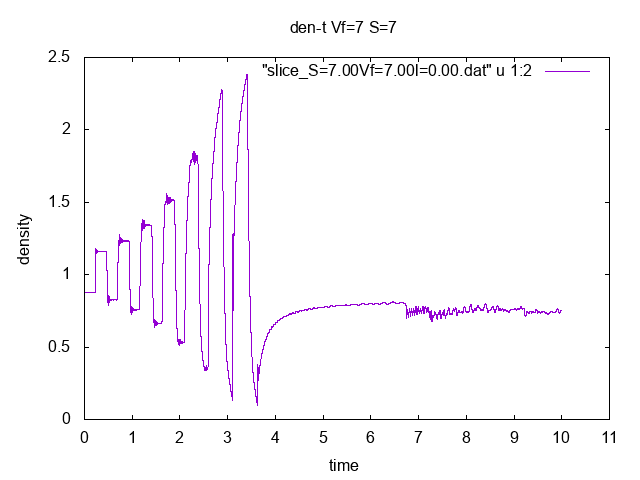 den-t Vf=7 S=7
"slice_S=7.00Vf=7.00I=0.00.dat" u 1:2
2.5
2
1.5
1
0.5
0
density
0 1 2 3 4 5 6 7 8 9 10 11
time